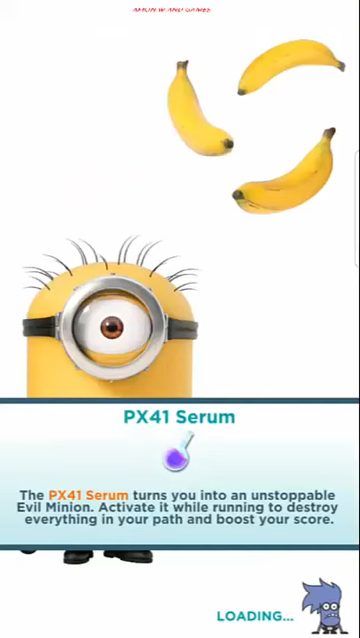 PX41 Serum
The PX41 Serum turns you into an unstoppable
Evil Minion. Activate it while running to destroy
everything in your path and boost your score.
LOADING...